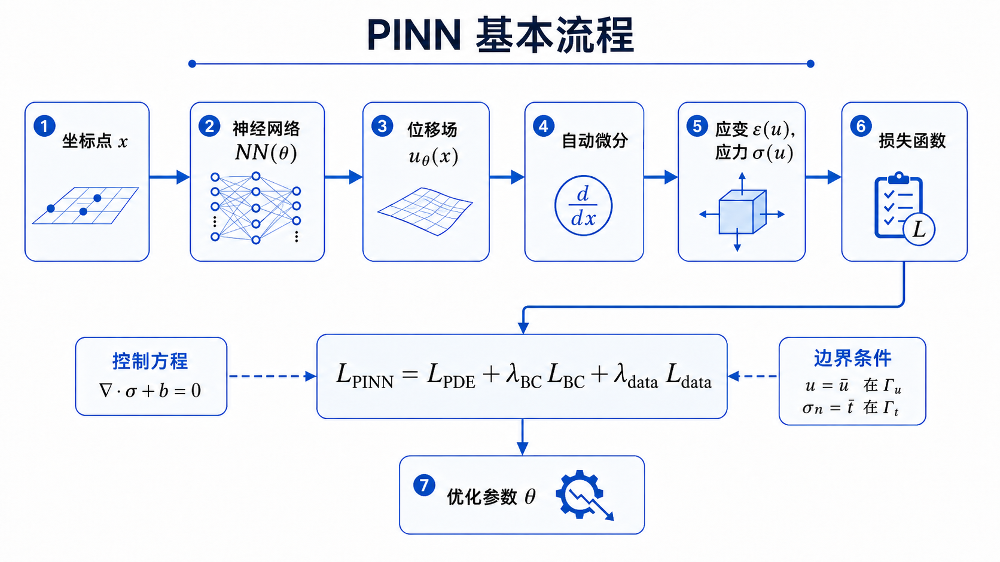 PINN 基本流程
1
坐标点 x
2
神经网络
NN(θ)
3
位移场
u_θ(x)
4
自动微分
d
dx
5
应变 ε(u),
应力 σ(u)
6
损失函数
L
控制方程
∇ · σ + b = 0
L_PINN = L_PDE + λ_BC L_BC + λ_data L_data
边界条件
u = ū 在 Γ_u
σn = t̄ 在 Γ_t
7
优化参数 θ